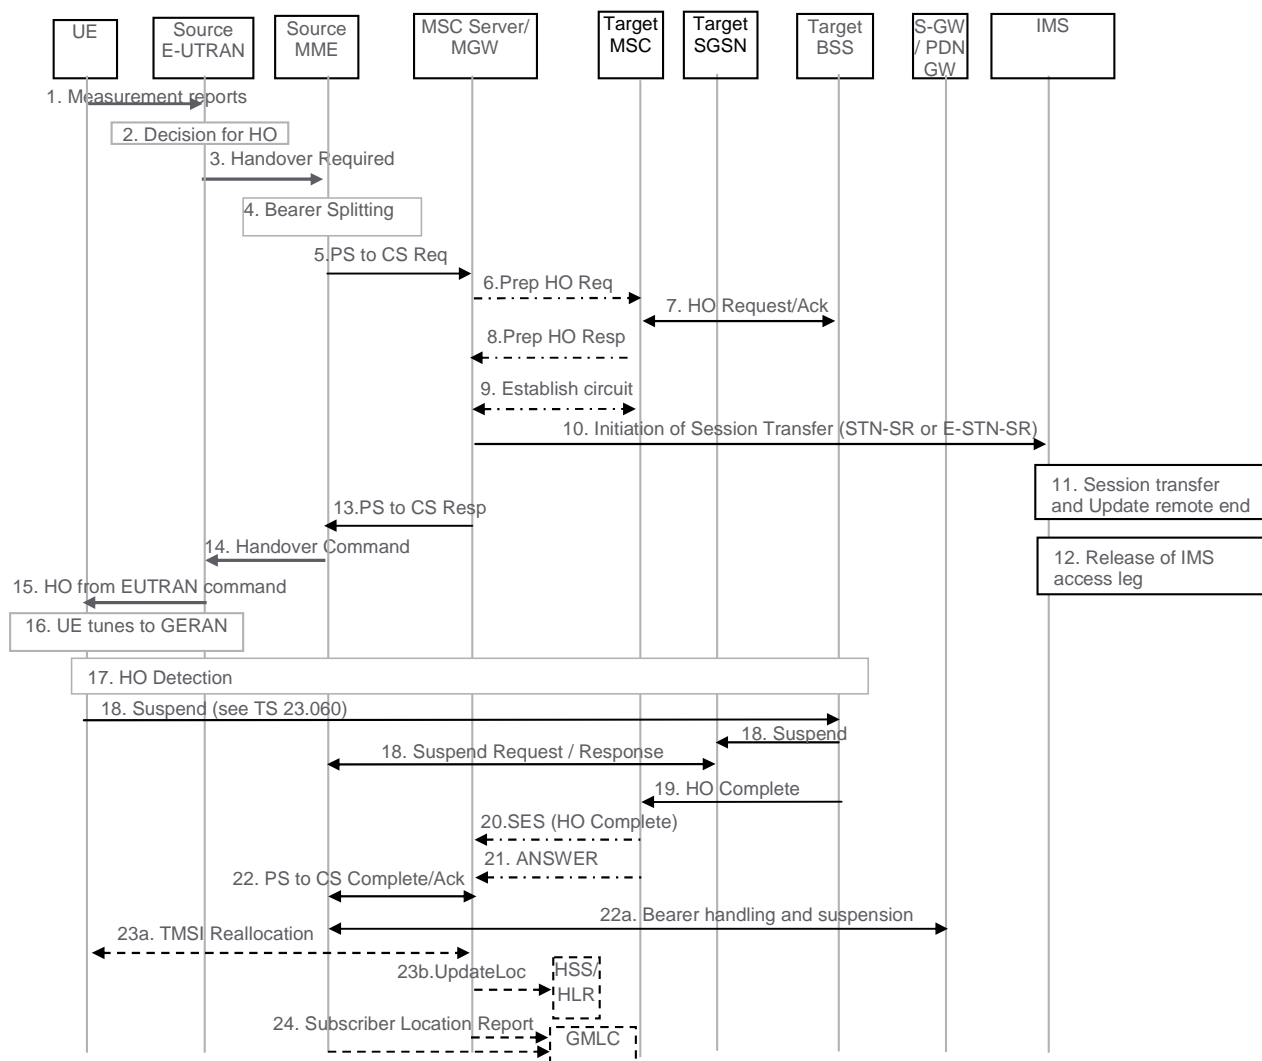 UE
Source
E-UTRAN
Source
MME
MSC Server/
MGW
Target
MSC
Target
SGSN
Target
BSS
S-GW
/ PDN
GW
IMS
1. Measurement reports
2. Decision for HO
3. Handover Required
4. Bearer Splitting
5.PS to CS Req
6.Prep HO Req
7. HO Request/Ack
8.Prep HO Resp
9. Establish circuit
10. Initiation of Session Transfer (STN-SR or E-STN-SR)
11. Session transfer
and Update remote end
13.PS to CS Resp
14. Handover Command
12. Release of IMS
access leg
15. HO from EUTRAN command
16. UE tunes to GERAN
17. HO Detection
18. Suspend (see TS 23.060)
18. Suspend
18. Suspend Request / Response
19. HO Complete
20.SES (HO Complete)
21. ANSWER
22. PS to CS Complete/Ack
22a. Bearer handling and suspension
23a. TMSI Reallocation
23b.UpdateLoc
HSS/
HLR
24. Subscriber Location Report
GMLC